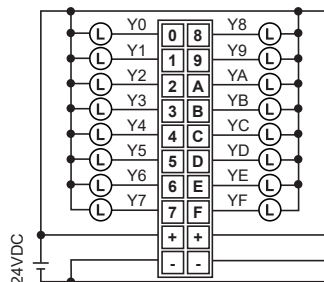 L Y0 0 8 Y8 L
L Y1 1 9 Y9 L
L Y2 2 A YA L
L Y3 3 B YB L
L Y4 4 C YC L
L Y5 5 D YD L
L Y6 6 E YE L
L Y7 7 F YF L
+ +
- -
24VDC